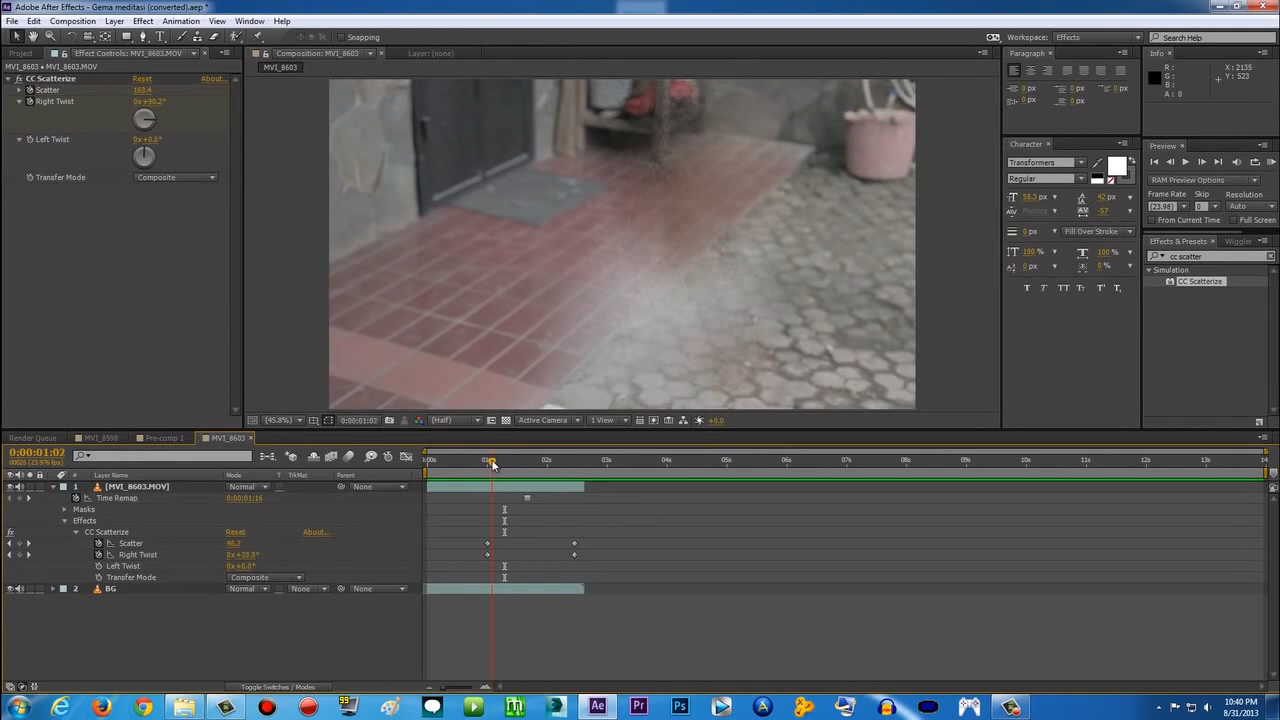 Adobe After Effects - Gema meditasi (converted).aep *
File Edit Composition Layer Effect Animation View Window Help
Snapping
Workspace: Effects
Search Help
Project
Effect Controls: MVI_8603.MOV
Composition: MVI_8603
Layer: (none)
Paragraph
Info
MVI_8603 • MVI_8603.MOV
MVI_8603
CC Scatterize Reset About...
Scatter 163.4
Right Twist 0x+90.2°
Left Twist 0x+0.0°
Transfer Mode Composite
R :
G :
B :
A : 0
X : 2135
Y : 523
0 px 0 px 0 px
0 px 0 px
Character
Transformers
Regular
58.3 px 42 px
Metrics -57
0 px Fill Over Stroke
100 % 100 %
0 px 0 %
T T TT Tt T¹ T₁
Preview
RAM Preview Options
Frame Rate Skip Resolution
(23.98) 0 Auto
From Current Time Full Screen
Effects & Presets Wiggler
cc scatter
Simulation
CC Scatterize
(45.8%) 0:00:01:02 (Half) Active Camera 1 View +0.0
Render Queue MVI_8598 Pre-comp 1 MVI_8603
0:00:01:02
00026 (23.976 fps)
:00s 01s 02s 03s 04s 05s 06s 07s 08s 09s 10s 11s 12s 13s 14
# Layer Name Mode T TrkMat Parent
1 [MVI_8603.MOV] Normal None
Time Remap 0:00:01:16
Masks
Effects
CC Scatterize Reset About...
Scatter 46.7
Right Twist
Left Twist 0x+0.0°
Transfer Mode Composite
2 BG Normal None None
Toggle Switches / Modes
99
Ae Pr Ps
10:40 PM
8/31/2013